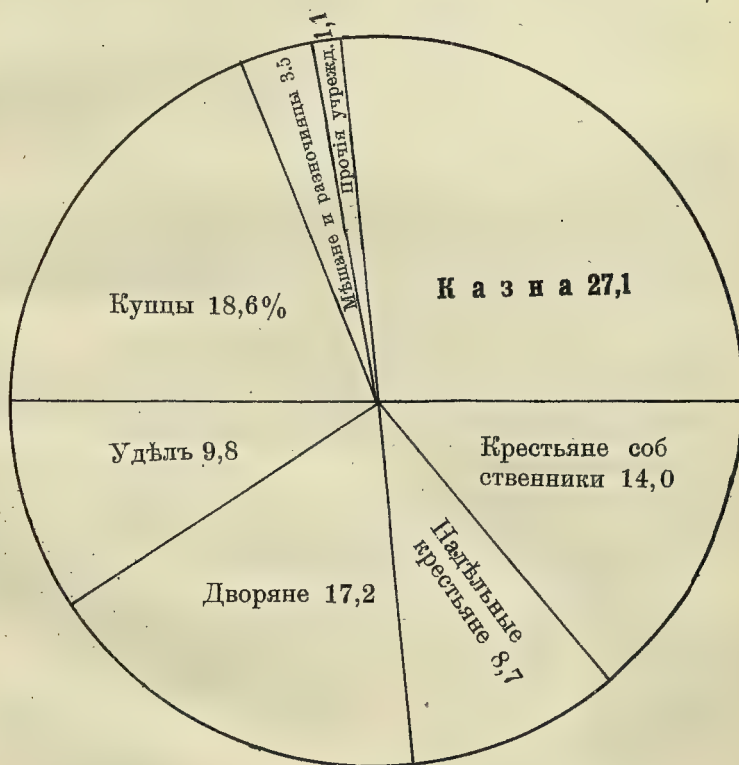 Прочія учрежд. 1,1
Мѣщане и разночинцы 3,5
Казна 27,1
Купцы 18,6%
Удѣлъ 9,8
Крестьяне соб
ственники 14,0
Надѣльные
крестьяне 8,7
Дворяне 17,2